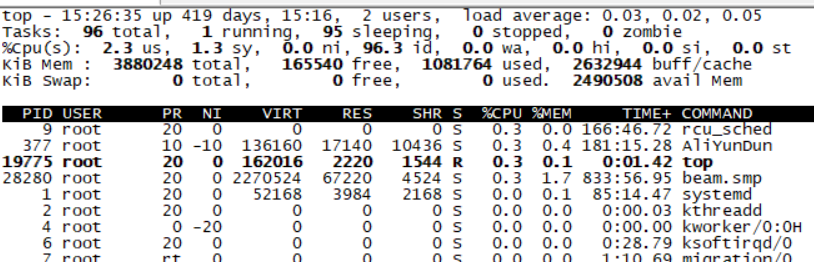 top - 15:26:35 up 419 days, 15:16,  2 users,  load average: 0.03, 0.02, 0.05
Tasks:  96 total,   1 running,  95 sleeping,   0 stopped,   0 zombie
%Cpu(s):  2.3 us,  1.3 sy,  0.0 ni, 96.3 id,  0.0 wa,  0.0 hi,  0.0 si,  0.0 st
KiB Mem :  3880248 total,   165540 free,  1081764 used,  2632944 buff/cache
KiB Swap:        0 total,        0 free,        0 used.  2490508 avail Mem
PID USER      PR  NI    VIRT    RES    SHR S  %CPU %MEM     TIME+ COMMAND
9 root      20   0       0      0      0 S   0.3  0.0 166:46.72 rcu_sched
377 root      10 -10  136160  17140  10436 S   0.3  0.4 181:15.28 AliYunDun
19775 root      20   0  162016   2220   1544 R   0.3  0.1   0:01.42 top
28280 root      20   0 2270524  67220   4524 S   0.3  1.7 833:56.95 beam.smp
1 root      20   0   52168   3984   2168 S   0.0  0.1  85:14.47 systemd
2 root      20   0       0      0      0 S   0.0  0.0   0:00.03 kthreadd
4 root       0 -20       0      0      0 S   0.0  0.0   0:00.00 kworker/0:0H
6 root      20   0       0      0      0 S   0.0  0.0   0:28.79 ksoftirqd/0
7 root      rt   0       0      0      0 S   0.0  0.0   1:10.69 migration/0